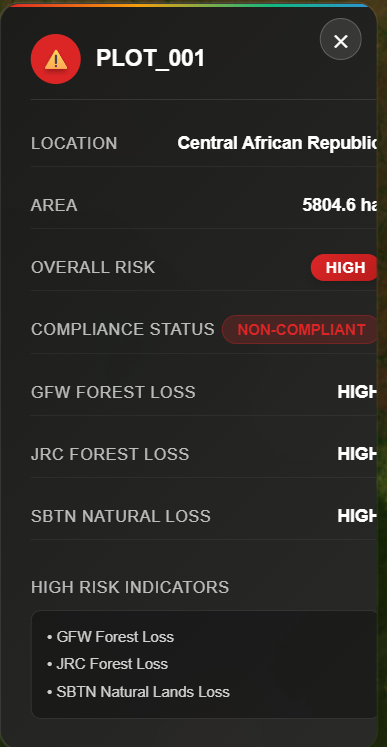 PLOT_001
LOCATION Central African Republic
AREA 5804.6 ha
OVERALL RISK HIGH
COMPLIANCE STATUS NON-COMPLIANT
GFW FOREST LOSS HIGH
JRC FOREST LOSS HIGH
SBTN NATURAL LOSS HIGH
HIGH RISK INDICATORS
• GFW Forest Loss
• JRC Forest Loss
• SBTN Natural Lands Loss